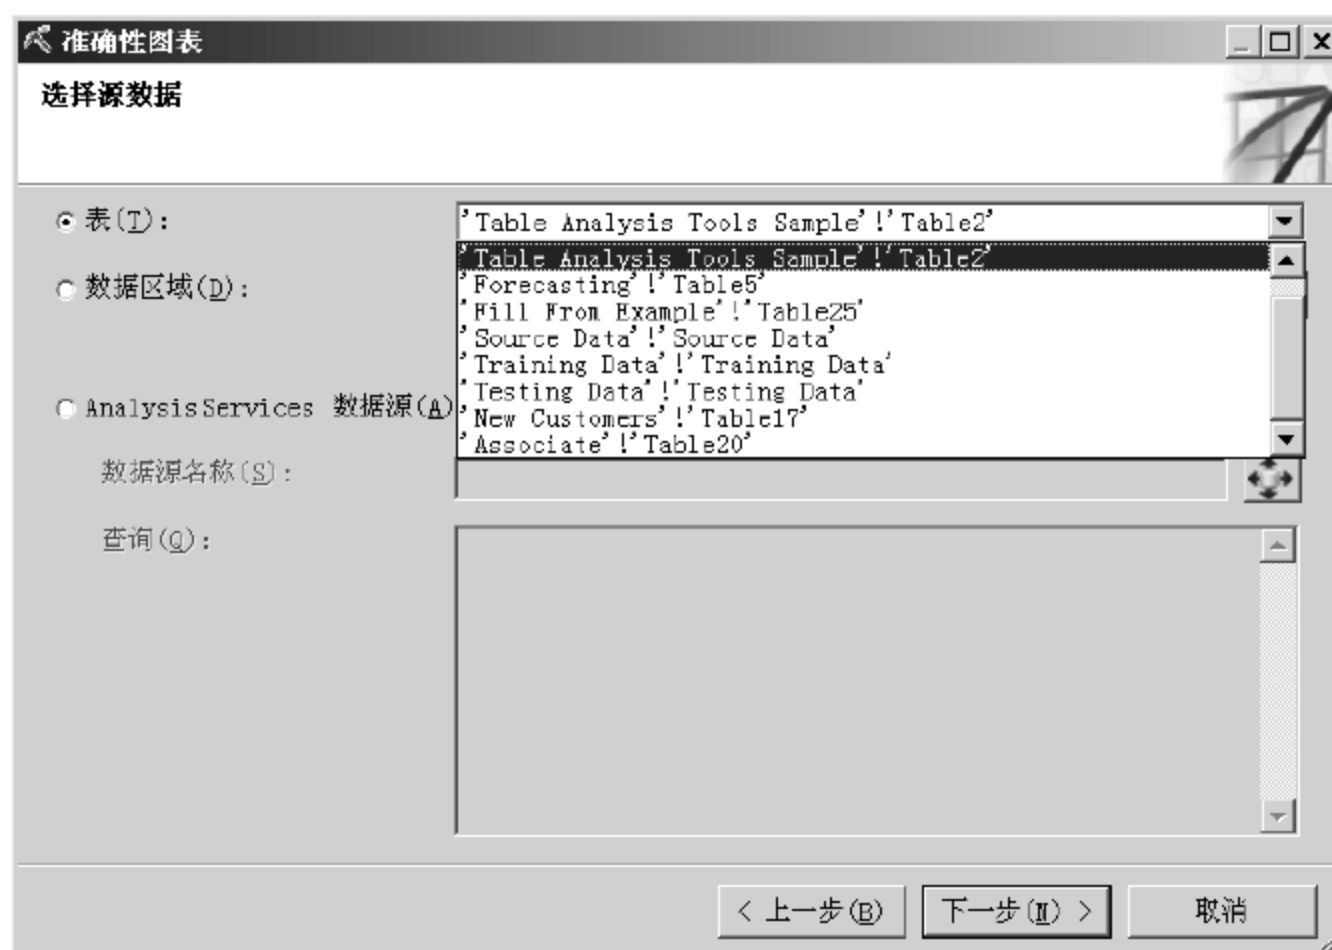 准确性图表
选择源数据
表(T):
'Table Analysis Tools Sample'!'Table2'
'Table Analysis Tools Sample'!'Table2'
'Forecasting'!'Table5'
'Fill From Example'!'Table25'
'Source Data'!'Source Data'
'Training Data'!'Training Data'
'Testing Data'!'Testing Data'
'New Customers'!'Table17'
'Associate'!'Table20'
数据区域(D):
AnalysisServices 数据源(A)
数据源名称(S):
查询(Q):
< 上一步(B)
下一步(N) >
取消